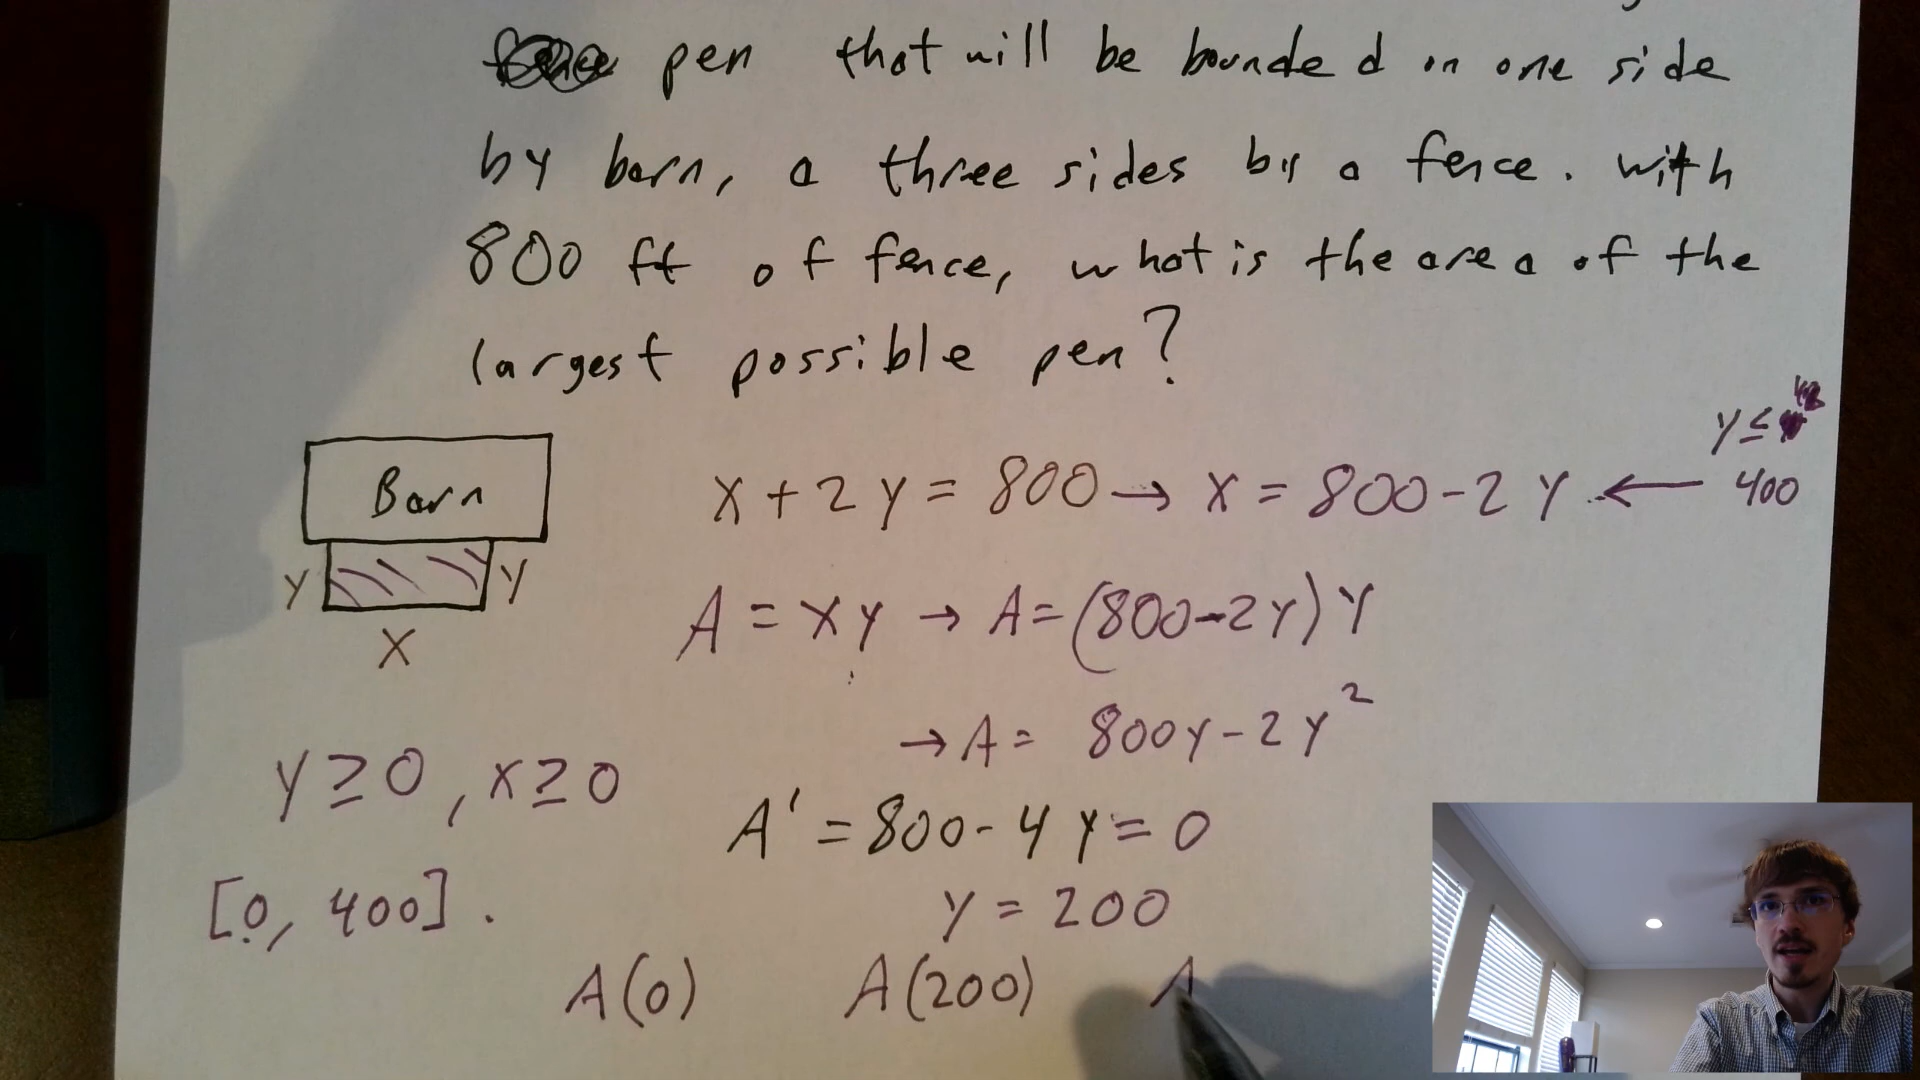 pen that will be bounded on one side
by barn, a three sides by a fence. with
800 ft of fence, what is the area of the
largest possible pen?
y ≤
400
Barn
x + 2y = 800 → x = 800 - 2y ←
y y
x
A = xy → A = (800 - 2y) y
→ A = 800y - 2y²
y ≥ 0, x ≥ 0
A' = 800 - 4y = 0
[0, 400].
y = 200
A(0) A(200) A